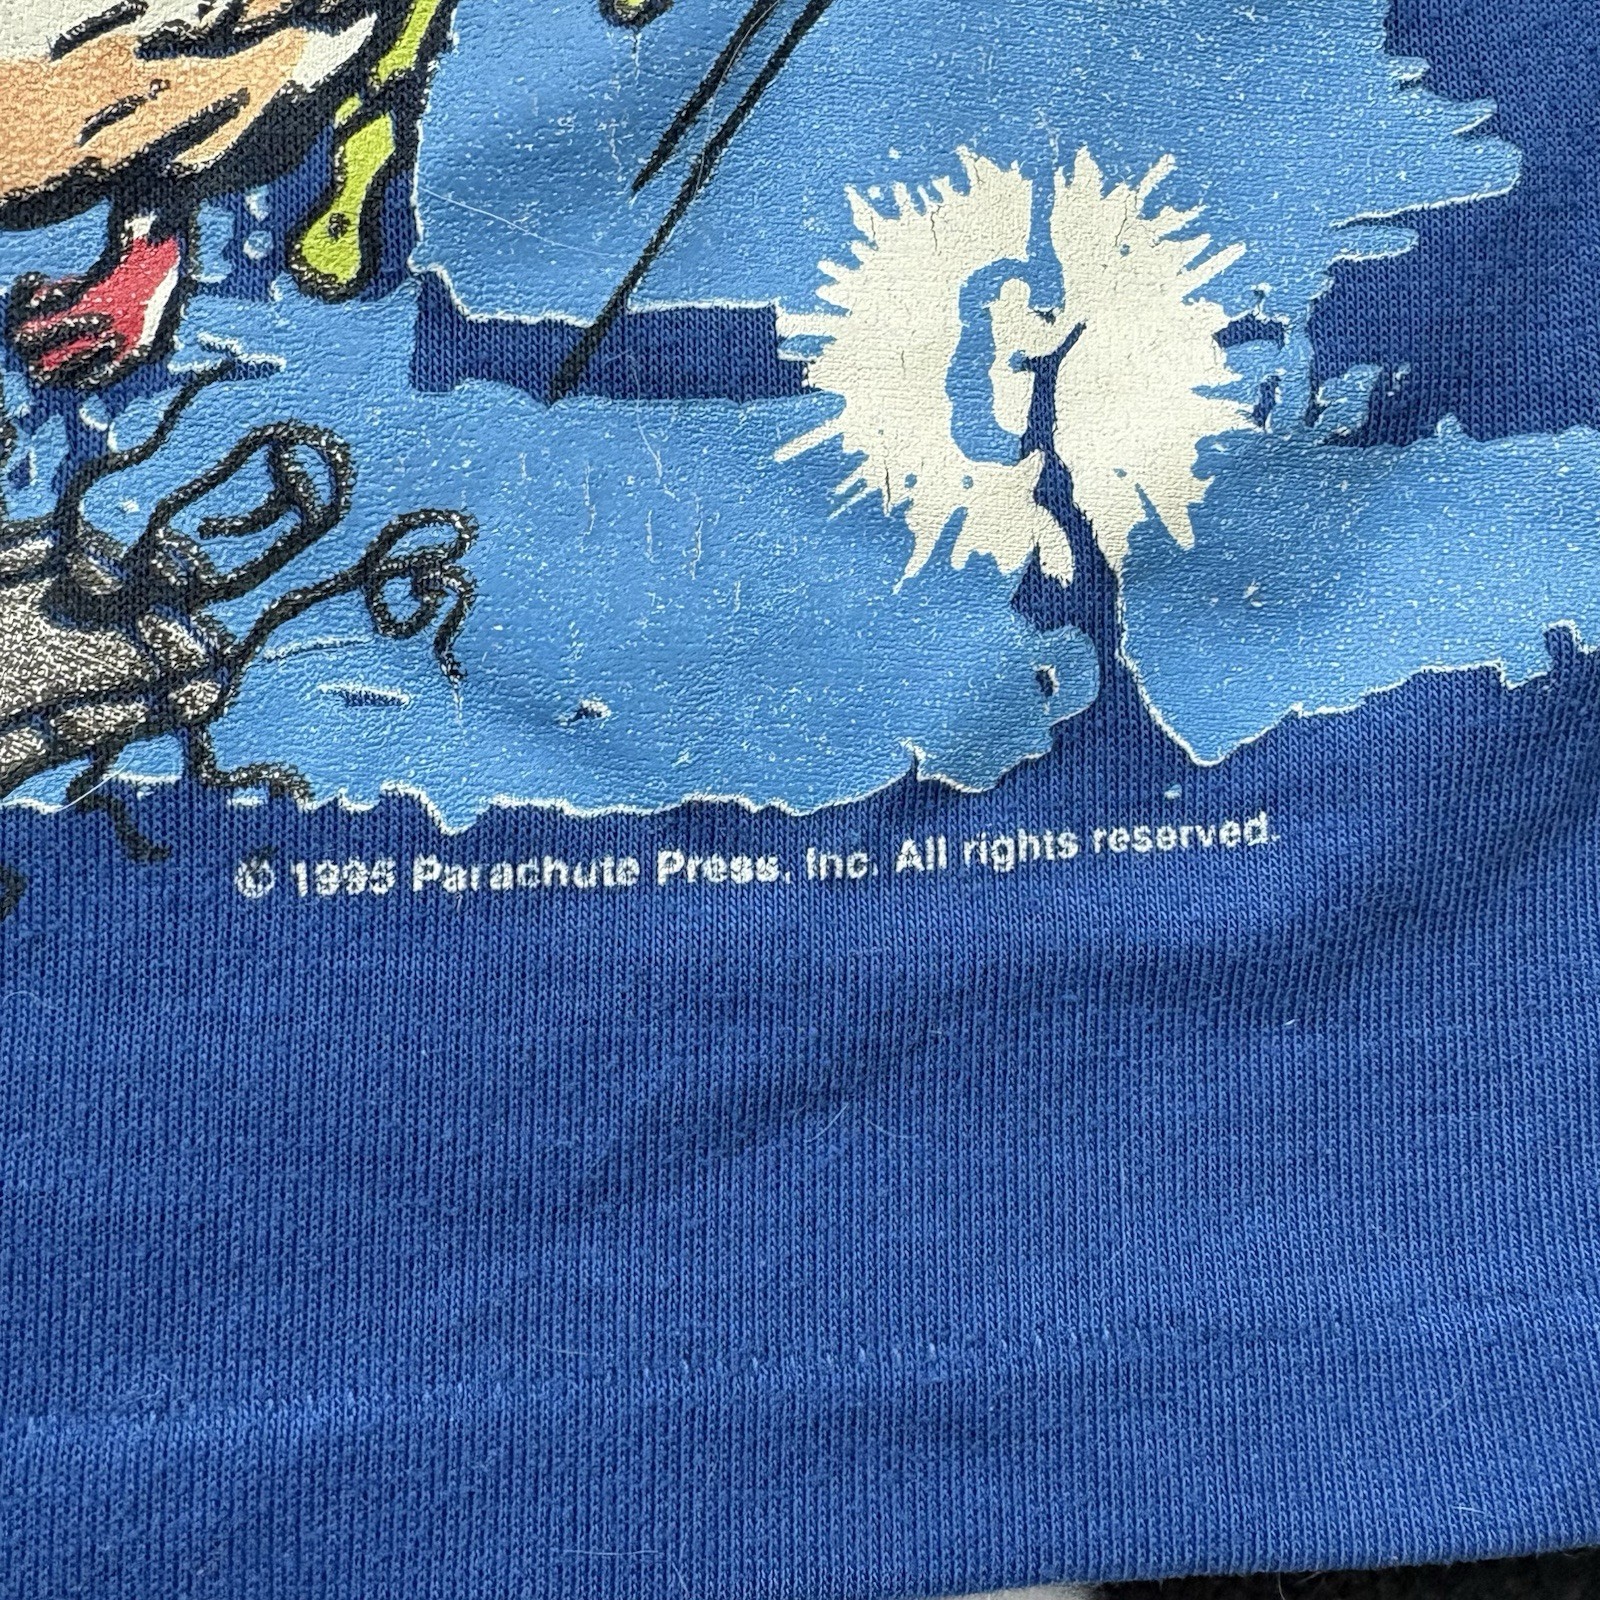 G
© 1995 Parachute Press, Inc. All rights reserved.